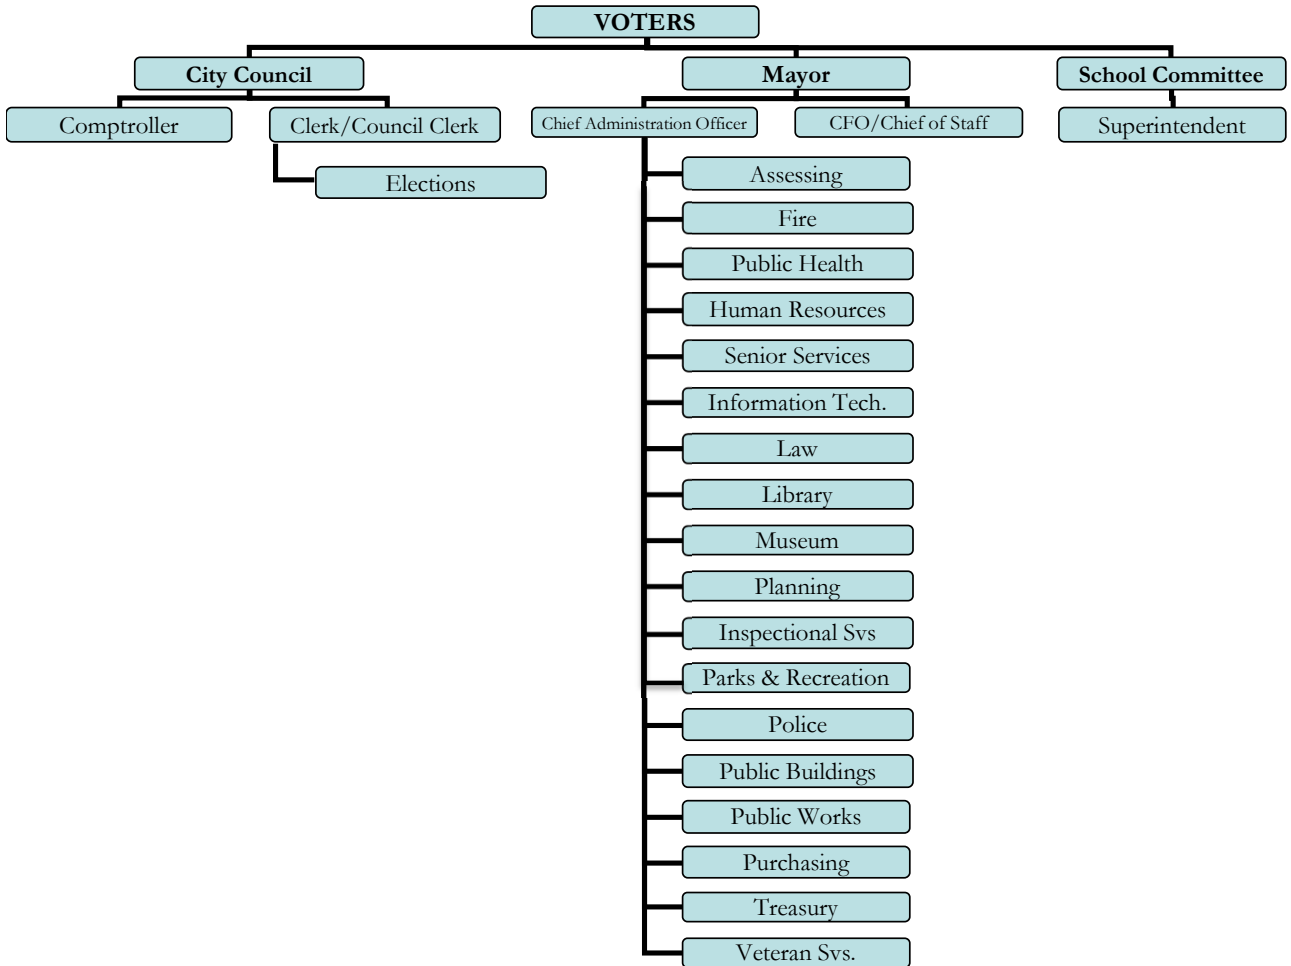 VOTERS
City Council
Mayor
School Committee
Comptroller
Clerk/Council Clerk
Chief Administration Officer
CFO/Chief of Staff
Superintendent
Elections
Assessing
Fire
Public Health
Human Resources
Senior Services
Information Tech.
Law
Library
Museum
Planning
Inspectional Svs
Parks & Recreation
Police
Public Buildings
Public Works
Purchasing
Treasury
Veteran Svs.